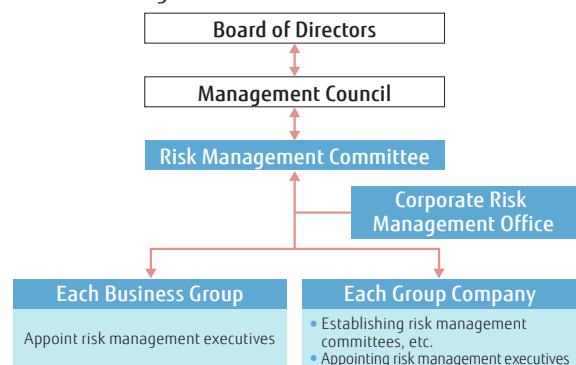 Board of Directors
Management Council
Risk Management Committee
Corporate Risk
Management Office
Each Business Group
Appoint risk management executives
Each Group Company
• Establishing risk management
committees, etc.
• Appointing risk management executives